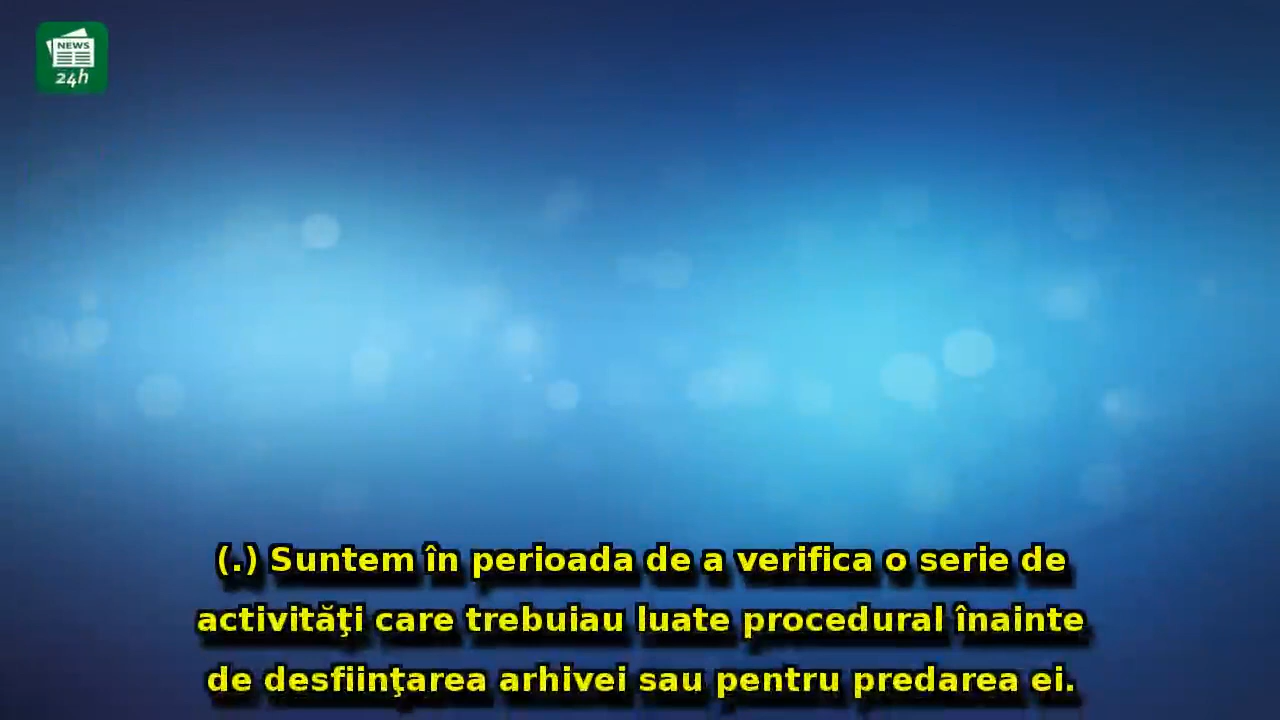 NEWS
24h
(.) Suntem în perioada de a verifica o serie de
activităţi care trebuiau luate procedural înainte
de desfiinţarea arhivei sau pentru predarea ei.